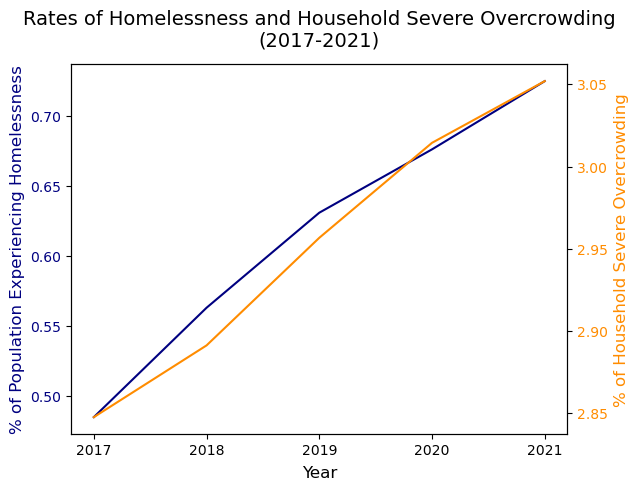 Rates of Homelessness and Household Severe Overcrowding
(2017-2021)
% of Population Experiencing Homelessness
0.70
0.65
0.60
0.55
0.50
3.05
3.00
2.95
2.90
2.85
% of Household Severe Overcrowding
2017 2018 2019 2020 2021
Year